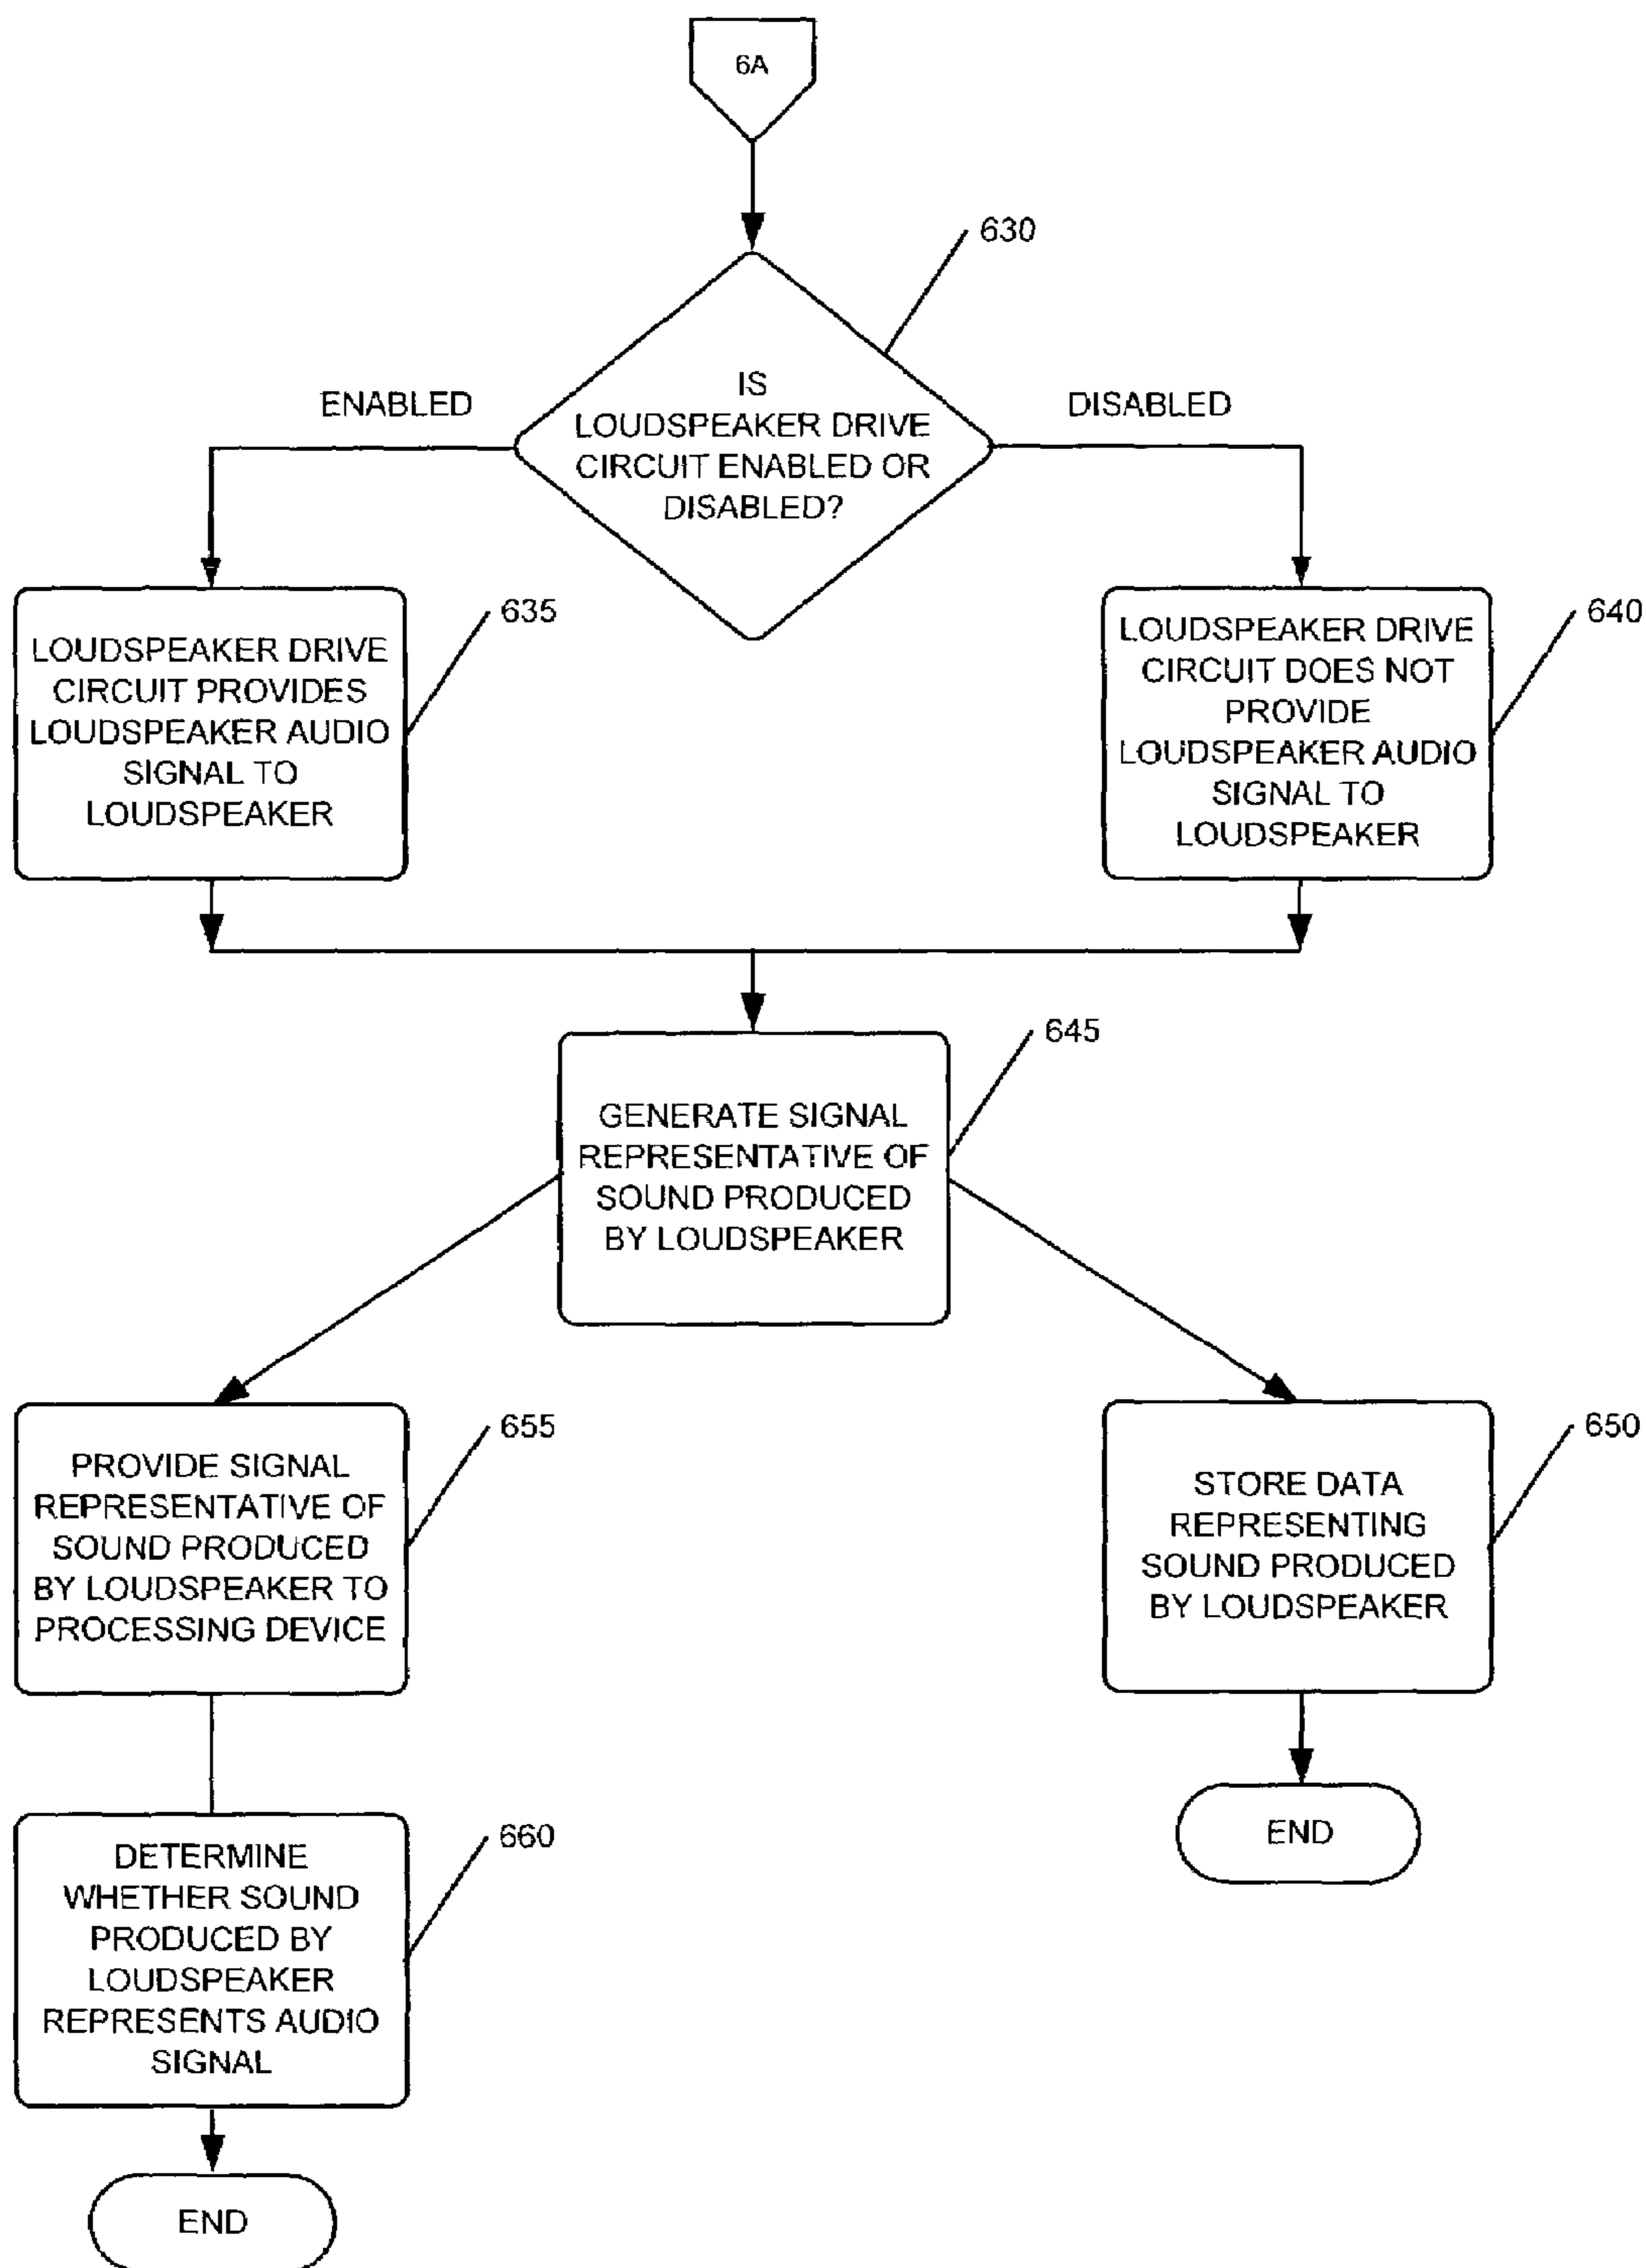 6A
630
IS
LOUDSPEAKER DRIVE
CIRCUIT ENABLED OR
DISABLED?
ENABLED
DISABLED
LOUDSPEAKER DRIVE
CIRCUIT PROVIDES
LOUDSPEAKER AUDIO
SIGNAL TO
LOUDSPEAKER
635
LOUDSPEAKER DRIVE
CIRCUIT DOES NOT
PROVIDE
LOUDSPEAKER AUDIO
SIGNAL TO
LOUDSPEAKER
640
GENERATE SIGNAL
REPRESENTATIVE OF
SOUND PRODUCED
BY LOUDSPEAKER
645
PROVIDE SIGNAL
REPRESENTATIVE OF
SOUND PRODUCED
BY LOUDSPEAKER TO
PROCESSING DEVICE
655
STORE DATA
REPRESENTING
SOUND PRODUCED
BY LOUDSPEAKER
650
DETERMINE
WHETHER SOUND
PRODUCED BY
LOUDSPEAKER
REPRESENTS AUDIO
SIGNAL
660
END
END